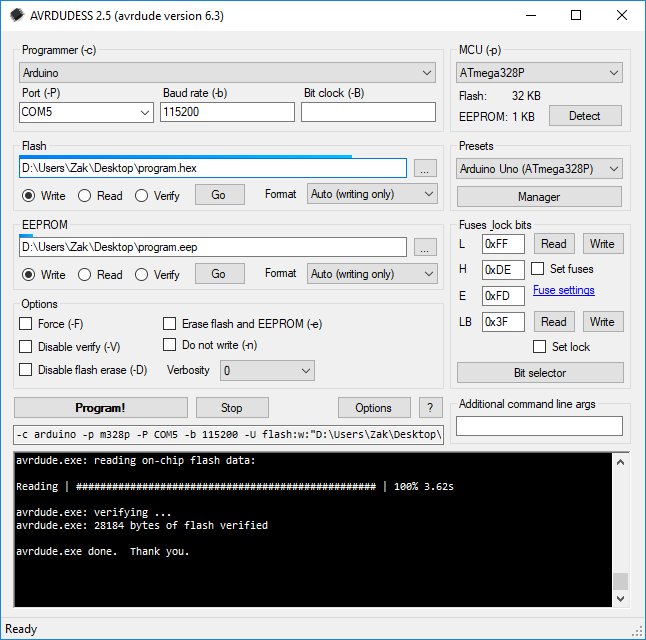 AVRDUDESS 2.5 (avrdude version 6.3)
Programmer (-c)
Arduino
Port (-P)
Baud rate (-b)
Bit clock (-B)
COM5
115200
MCU (-p)
ATmega328P
Flash: 32 KB
EEPROM: 1 KB
Detect
Flash
D:\Users\Zak\Desktop\program.hex
...
Write
Read
Verify
Go
Format
Auto (writing only)
Presets
Arduino Uno (ATmega328P)
Manager
EEPROM
D:\Users\Zak\Desktop\program.eep
...
Write
Read
Verify
Go
Format
Auto (writing only)
Fuses _lock bits
L 0xFF Read Write
H 0xDE Set fuses
E 0xFD Fuse settings
LB 0x3F Read Write
Set lock
Bit selector
Options
Force (-F)
Erase flash and EEPROM (-e)
Disable verify (-V)
Do not write (-n)
Disable flash erase (-D)
Verbosity
0
Program!
Stop
Options
?
Additional command line args
-c arduino -p m328p -P COM5 -b 115200 -U flash:w:"D:\Users\Zak\Desktop\
avrdude.exe: reading on-chip flash data:
Reading | ################################################## | 100% 3.62s
avrdude.exe: verifying ...
avrdude.exe: 28184 bytes of flash verified
avrdude.exe done.  Thank you.
Ready